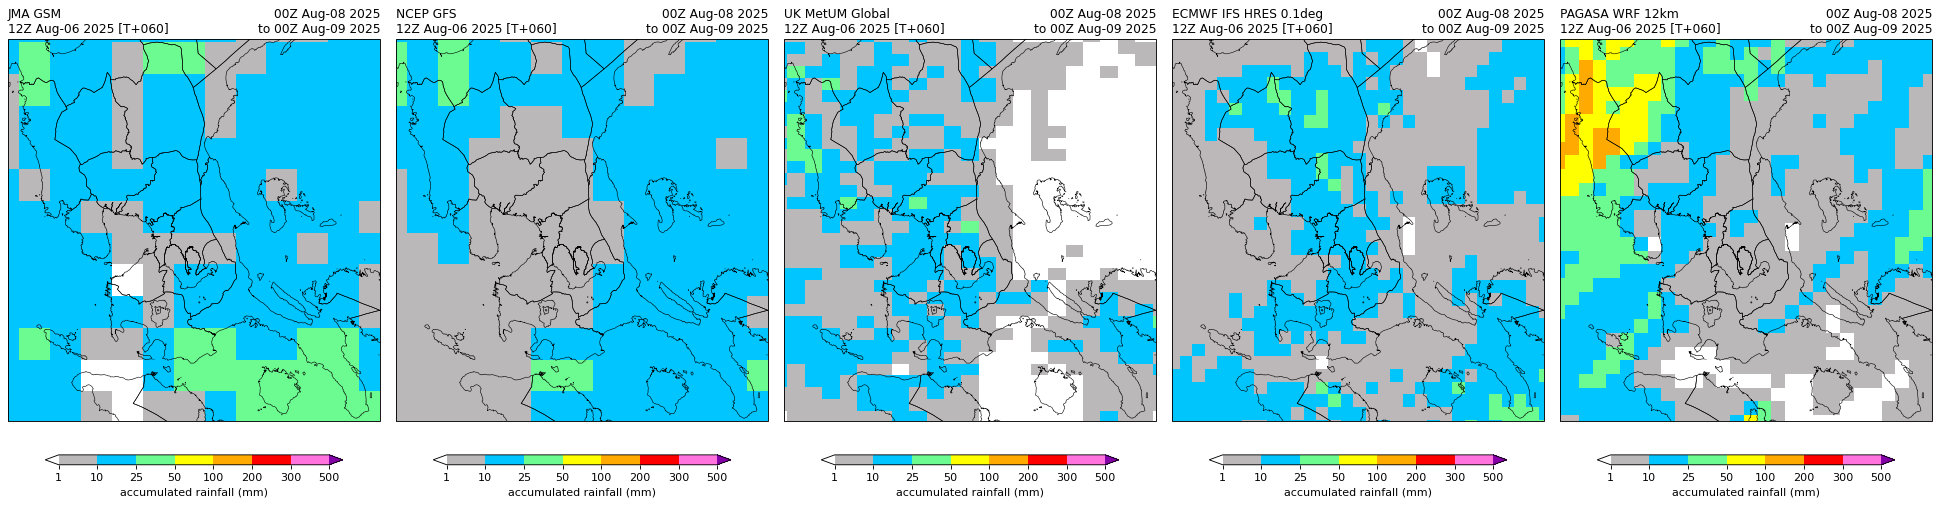 JMA GSM 00Z Aug-08 2025
12Z Aug-06 2025 [T+060] to 00Z Aug-09 2025
1 10 25 50 100 200 300 500
accumulated rainfall (mm)
NCEP GFS 00Z Aug-08 2025
12Z Aug-06 2025 [T+060] to 00Z Aug-09 2025
1 10 25 50 100 200 300 500
accumulated rainfall (mm)
UK MetUM Global 00Z Aug-08 2025
12Z Aug-06 2025 [T+060] to 00Z Aug-09 2025
1 10 25 50 100 200 300 500
accumulated rainfall (mm)
ECMWF IFS HRES 0.1deg 00Z Aug-08 2025
12Z Aug-06 2025 [T+060] to 00Z Aug-09 2025
1 10 25 50 100 200 300 500
accumulated rainfall (mm)
PAGASA WRF 12km 00Z Aug-08 2025
12Z Aug-06 2025 [T+060] to 00Z Aug-09 2025
1 10 25 50 100 200 300 500
accumulated rainfall (mm)